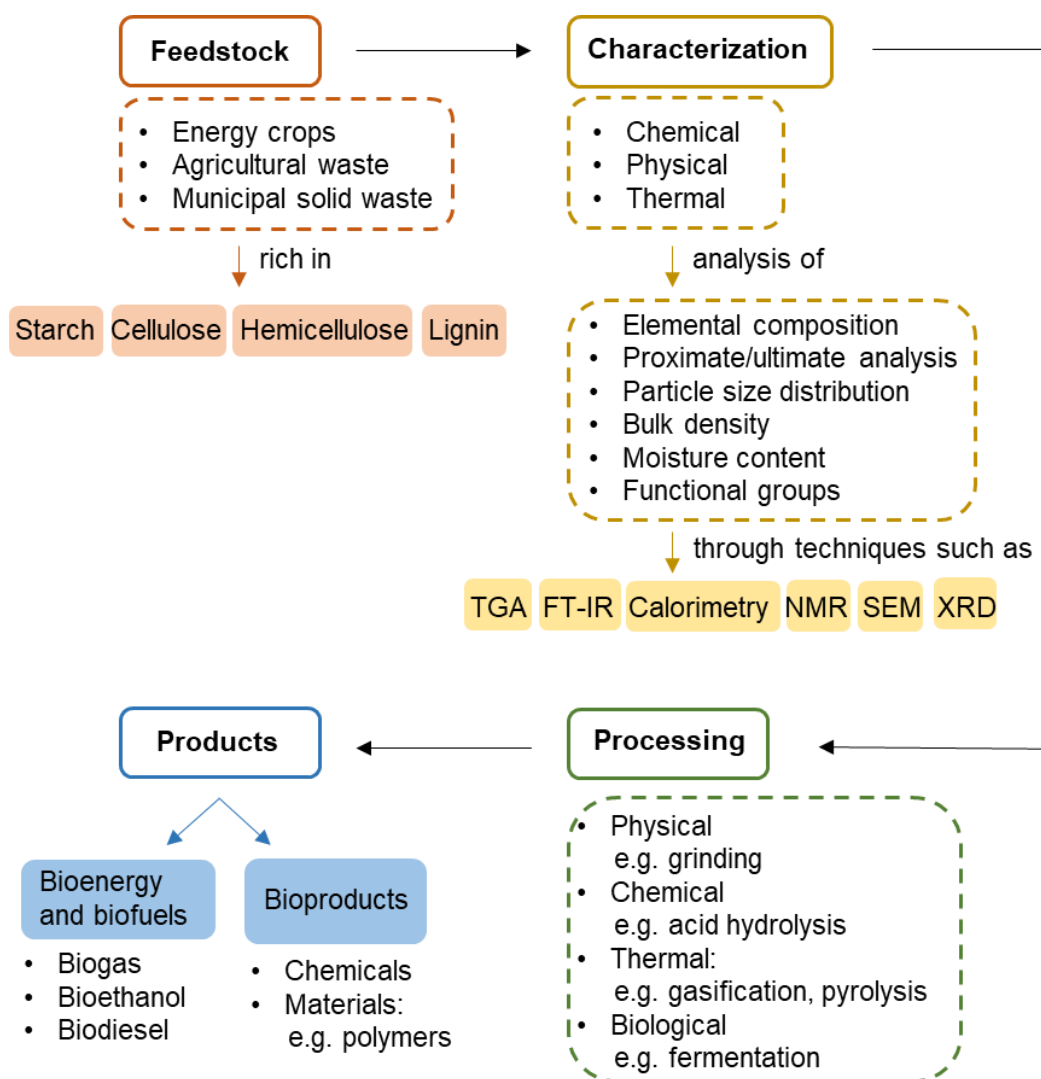 Feedstock
• Energy crops
• Agricultural waste
• Municipal solid waste
rich in
Starch
Cellulose
Hemicellulose
Lignin
Characterization
• Chemical
• Physical
• Thermal
analysis of
• Elemental composition
• Proximate/ultimate analysis
• Particle size distribution
• Bulk density
• Moisture content
• Functional groups
through techniques such as
TGA
FT-IR
Calorimetry
NMR
SEM
XRD
Processing
• Physical
e.g. grinding
• Chemical
e.g. acid hydrolysis
• Thermal:
e.g. gasification, pyrolysis
• Biological
e.g. fermentation
Products
Bioenergy
and biofuels
• Biogas
• Bioethanol
• Biodiesel
Bioproducts
• Chemicals
• Materials:
e.g. polymers